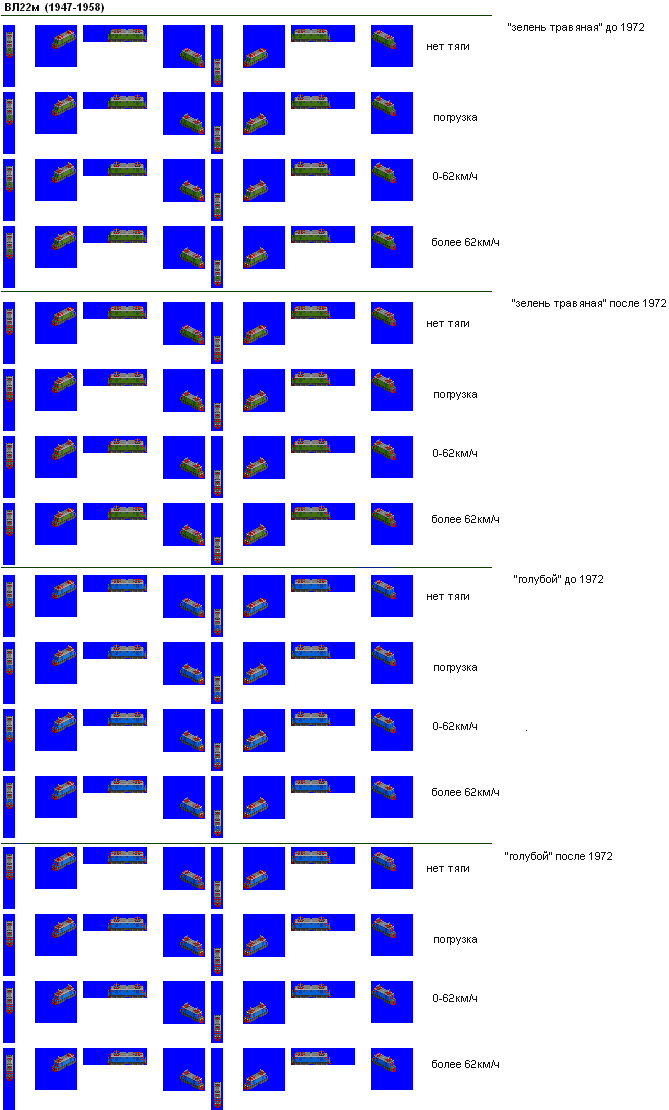 ВЛ22м (1947-1958)
"зелень травяная" до 1972
нет тяги
погрузка
0-62км/ч
более 62км/ч
"зелень травяная" после 1972
нет тяги
погрузка
0-62км/ч
более 62км/ч
"голубой" до 1972
нет тяги
погрузка
0-62км/ч
более 62км/ч
"голубой" после 1972
нет тяги
погрузка
0-62км/ч
более 62км/ч